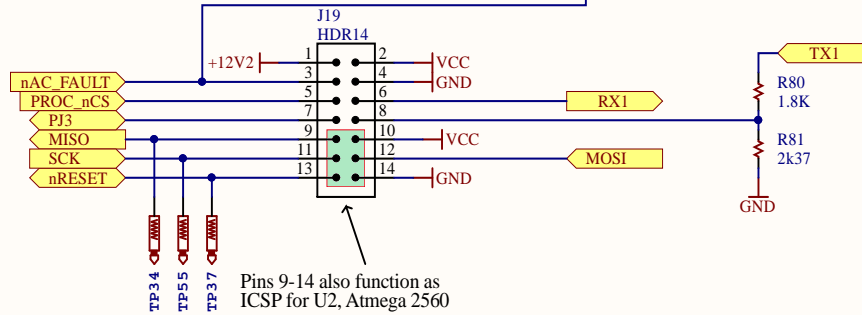 J19
HDR14
+12V2
1
2
VCC
nAC_FAULT
3
4
GND
PROC_nCS
5
6
RX1
PJ3
7
8
MISO
9
10
VCC
SCK
11
12
MOSI
nRESET
13
14
GND
TX1
R80
1.8K
R81
2k37
GND
TP34
TP55
TP37
Pins 9-14 also function as
ICSP for U2, Atmega 2560